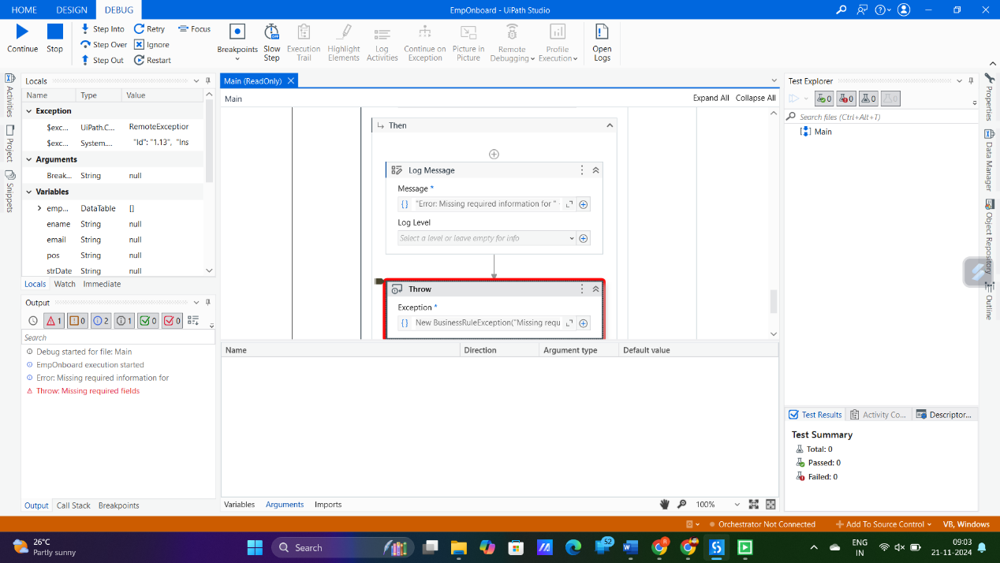 HOME DESIGN DEBUG EmpOnboard - UiPath Studio
Continue Stop
Step Into Retry Focus
Step Over Ignore
Step Out Restart
Breakpoints
Slow Step
Execution Trail
Highlight Elements
Log Activities
Continue on Exception
Picture in Picture
Remote Debugging
Profile Execution
Open Logs
Activities
Project
Snippets
Locals
Name Type Value
Exception
$exc... UiPath.C... RemoteException
$exc... System.... "Id": "1.13", "Ins
Arguments
Break... String null
Variables
emp... DataTable []
ename String null
email String null
pos String null
strDate String null
Locals Watch Immediate
Output
1 0 2 1 0 0
Search
Debug started for file: Main
EmpOnboard execution started
Error: Missing required information for
Throw: Missing required fields
Output Call Stack Breakpoints
Main (ReadOnly)
Main Expand All Collapse All
Then
Log Message
Message *
"Error: Missing required information for "
Log Level
Select a level or leave empty for info
Throw
Exception *
New BusinessRuleException("Missing requ
Name Direction Argument type Default value
Variables Arguments Imports 100%
Test Explorer
0 0 0 0
Search files (Ctrl+Alt+T)
Main
Test Results Activity Co... Descriptor...
Test Summary
Total: 0
Passed: 0
Failed: 0
Properties
Data Manager
Object Repository
Outline
Orchestrator Not Connected Add To Source Control VB, Windows
26°C
Partly sunny
Search
52
ENG
IN
09:03
21-11-2024